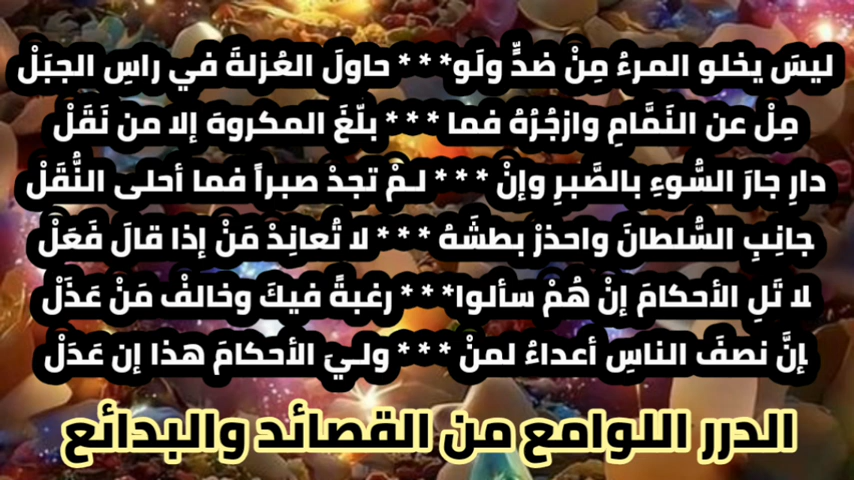 ليسَ يخلو المرءُ مِنْ ضدٍّ ولَو* * * حاولَ العُزلةَ في راسِ الجبَلْ
مِلْ عن النَمَّامِ وازجُرُهُ فما * * * بلّغَ المكروهَ إلا من نَقَلْ
دارِ جارَ السُّوءِ بالصَّبرِ وإنْ * * * لـمْ تجدْ صبراً فما أحلى النُّقَلْ
جانِبِ السُّلطانَ واحذرْ بطشَهُ * * * لا تُعانِدْ مَنْ إذا قالَ فَعَلْ
لا تَلِ الأحكامَ إنْ هُمْ سألوا* * * رغبةً فيكَ وخالفْ مَنْ عَذَلْ
إنَّ نصفَ الناسِ أعداءُ لمنْ * * * ولـيَ الأحكامَ هذا إن عَدَلْ
الدرر اللوامع من القصائد والبدائع